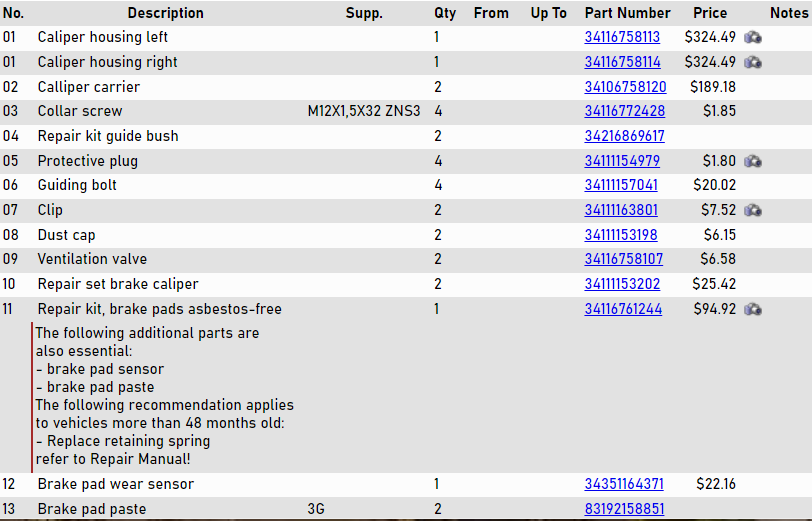 No. Description Supp. Qty From Up To Part Number Price Notes
01 Caliper housing left 1 34116758113 $324.49
01 Caliper housing right 1 34116758114 $324.49
02 Calliper carrier 2 34106758120 $189.18
03 Collar screw M12X1,5X32 ZNS3 4 34116772428 $1.85
04 Repair kit guide bush 2 34216869617
05 Protective plug 4 34111154979 $1.80
06 Guiding bolt 4 34111157041 $20.02
07 Clip 2 34111163801 $7.52
08 Dust cap 2 34111153198 $6.15
09 Ventilation valve 2 34116758107 $6.58
10 Repair set brake caliper 2 34111153202 $25.42
11 Repair kit, brake pads asbestos-free 1 34116761244 $94.92
The following additional parts are
also essential:
- brake pad sensor
- brake pad paste
The following recommendation applies
to vehicles more than 48 months old:
- Replace retaining spring
refer to Repair Manual!
12 Brake pad wear sensor 1 34351164371 $22.16
13 Brake pad paste 3G 2 83192158851